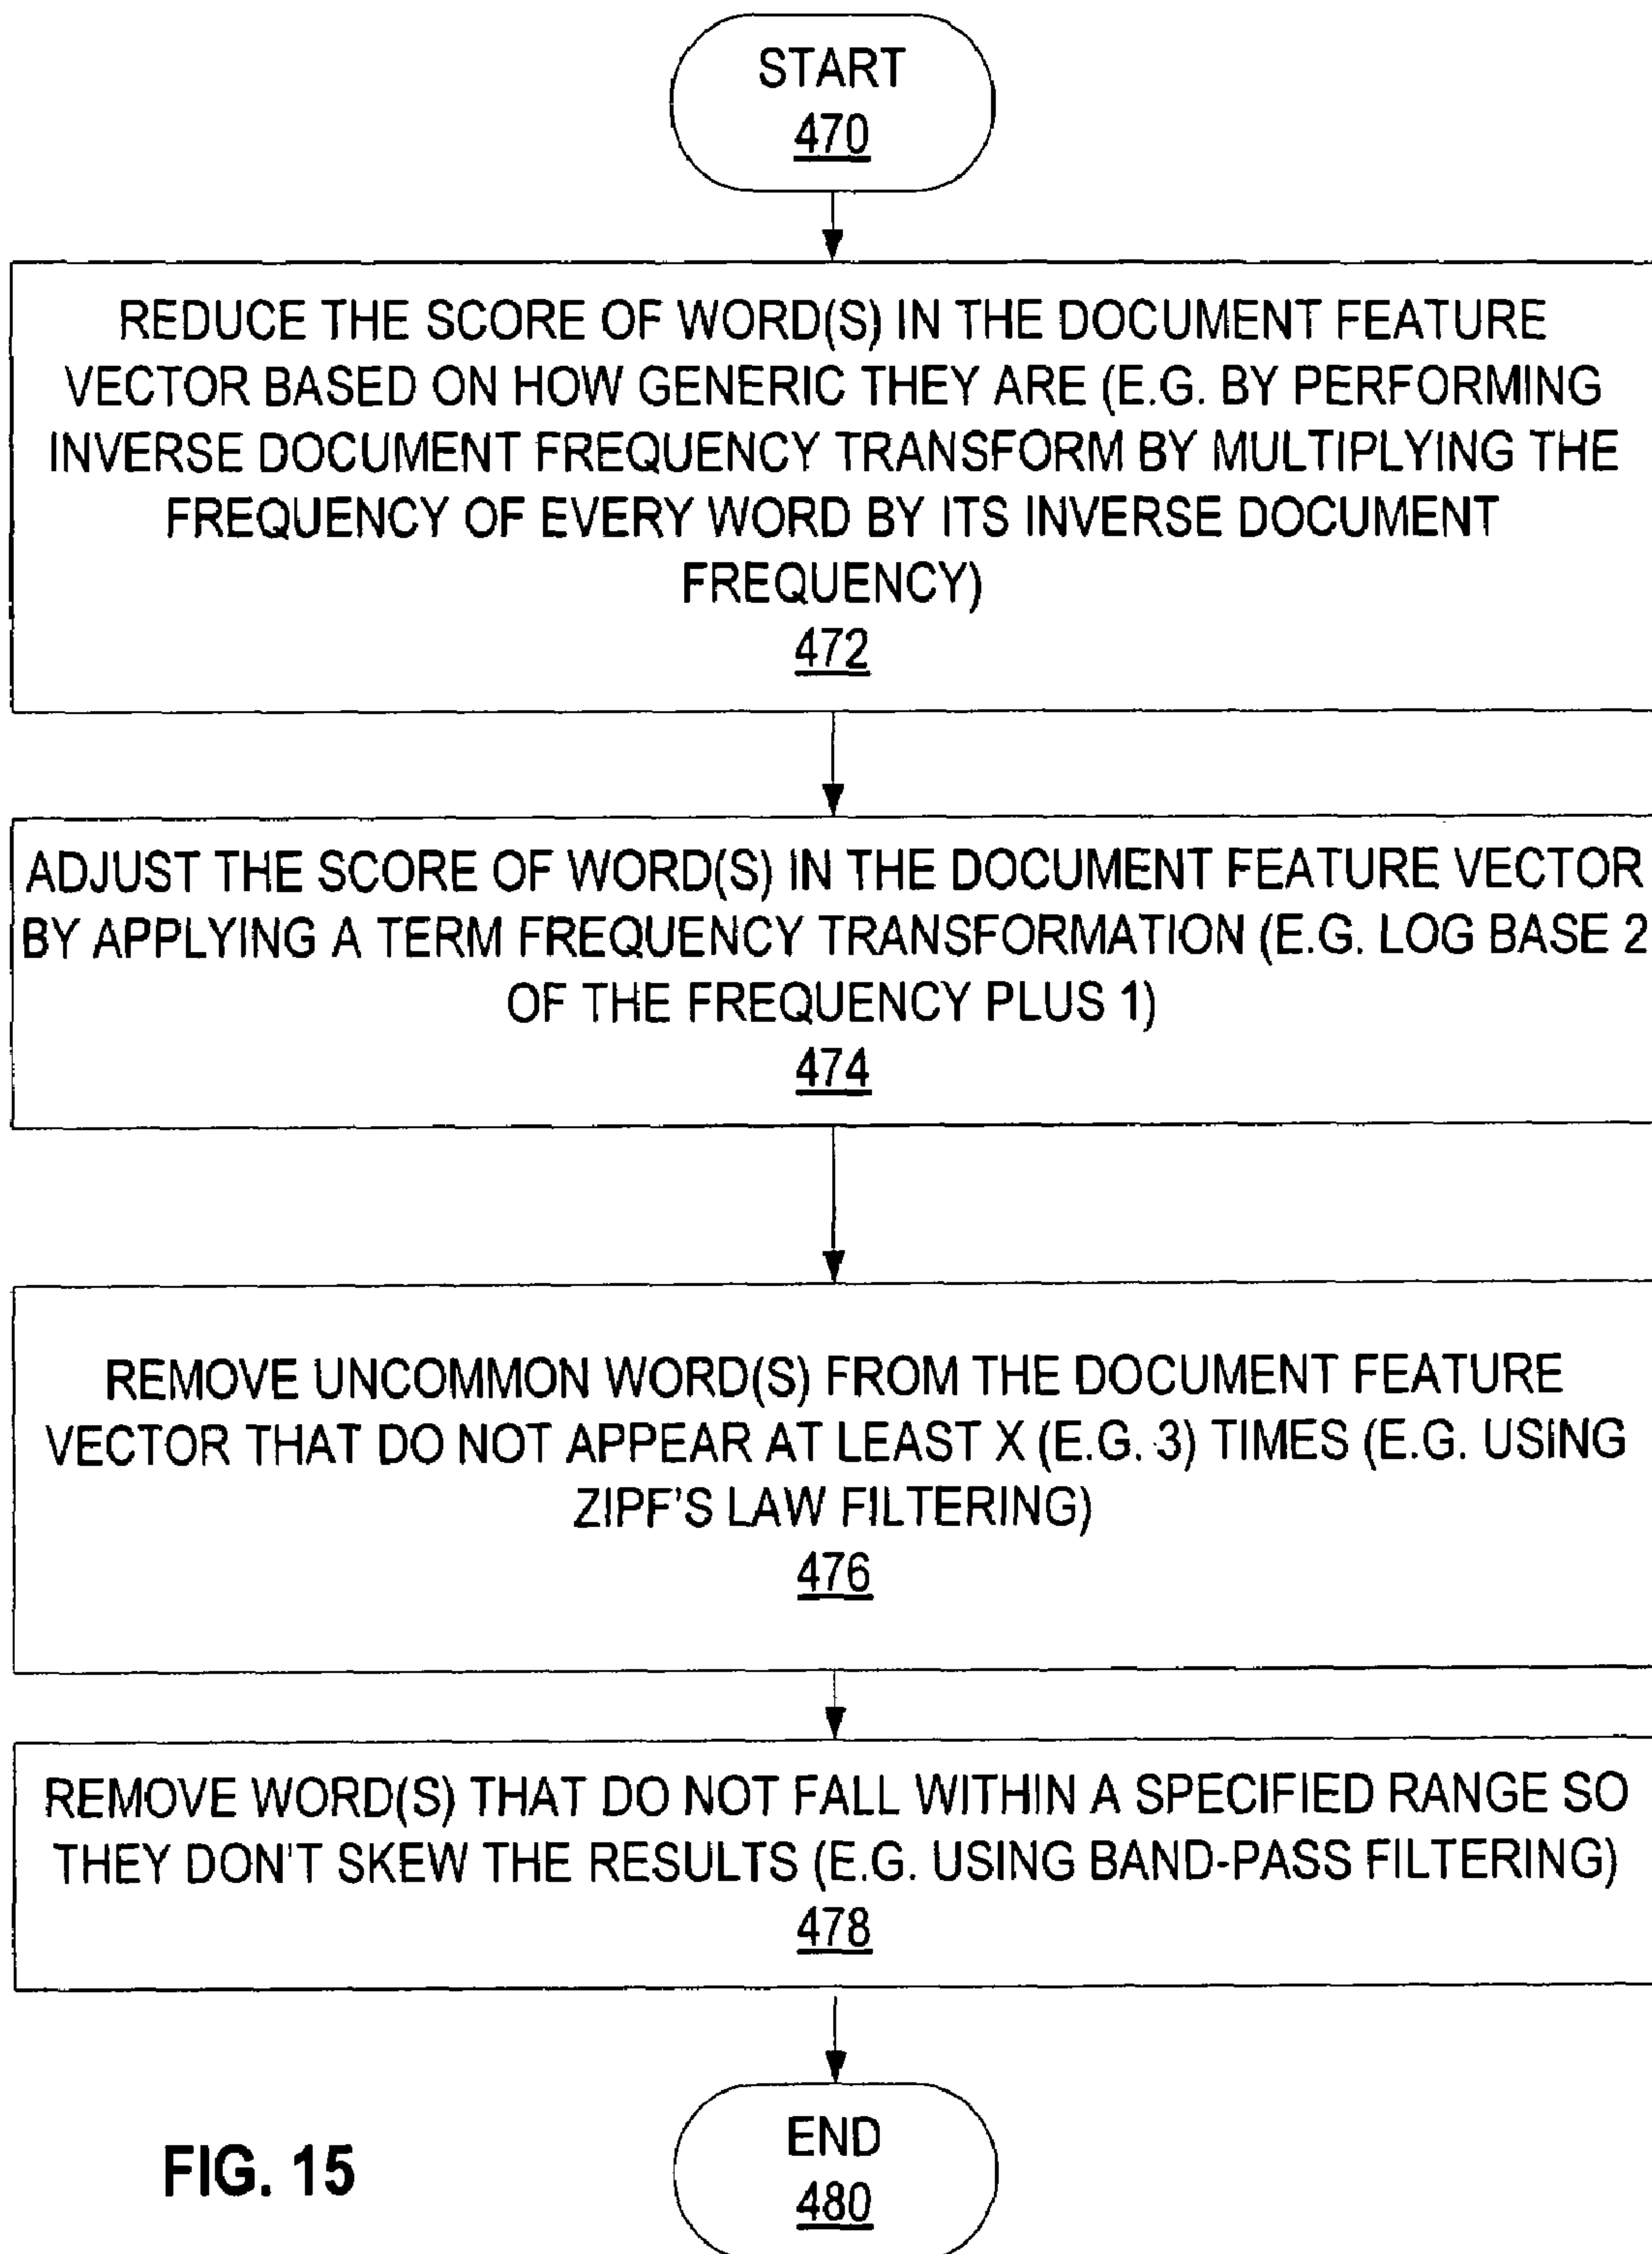 START
470
REDUCE THE SCORE OF WORD(S) IN THE DOCUMENT FEATURE
VECTOR BASED ON HOW GENERIC THEY ARE (E.G. BY PERFORMING
INVERSE DOCUMENT FREQUENCY TRANSFORM BY MULTIPLYING THE
FREQUENCY OF EVERY WORD BY ITS INVERSE DOCUMENT
FREQUENCY)
472
ADJUST THE SCORE OF WORD(S) IN THE DOCUMENT FEATURE VECTOR
BY APPLYING A TERM FREQUENCY TRANSFORMATION (E.G. LOG BASE 2
OF THE FREQUENCY PLUS 1)
474
REMOVE UNCOMMON WORD(S) FROM THE DOCUMENT FEATURE
VECTOR THAT DO NOT APPEAR AT LEAST X (E.G. 3) TIMES (E.G. USING
ZIPF'S LAW FILTERING)
476
REMOVE WORD(S) THAT DO NOT FALL WITHIN A SPECIFIED RANGE SO
THEY DON'T SKEW THE RESULTS (E.G. USING BAND-PASS FILTERING)
478
END
480
FIG. 15